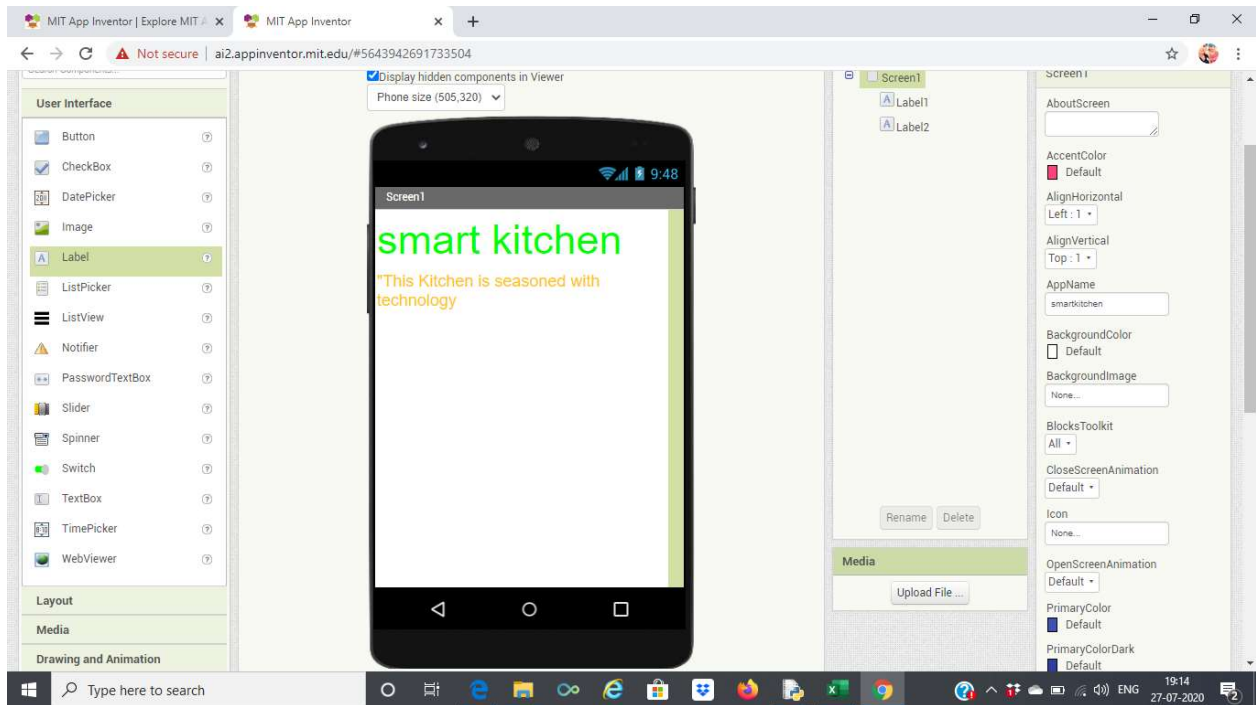 MIT App Inventor | Explore MIT A
MIT App Inventor
Not secure
ai2.appinventor.mit.edu/#5643942691733504
Search Components...
Display hidden components in Viewer
Phone size (505,320)
User Interface
Button
CheckBox
DatePicker
Image
Label
ListPicker
ListView
Notifier
PasswordTextBox
Slider
Spinner
Switch
TextBox
TimePicker
WebViewer
Layout
Media
Drawing and Animation
9:48
Screen1
smart kitchen
"This Kitchen is seasoned with
technology
Screen1
Label1
Label2
Rename Delete
Media
Upload File ...
Screen1
AboutScreen
AccentColor
Default
AlignHorizontal
Left : 1
AlignVertical
Top : 1
AppName
smartkitchen
BackgroundColor
Default
BackgroundImage
None...
BlocksToolkit
All
CloseScreenAnimation
Default
Icon
None...
OpenScreenAnimation
Default
PrimaryColor
Default
PrimaryColorDark
Default
Type here to search
ENG
19:14
27-07-2020